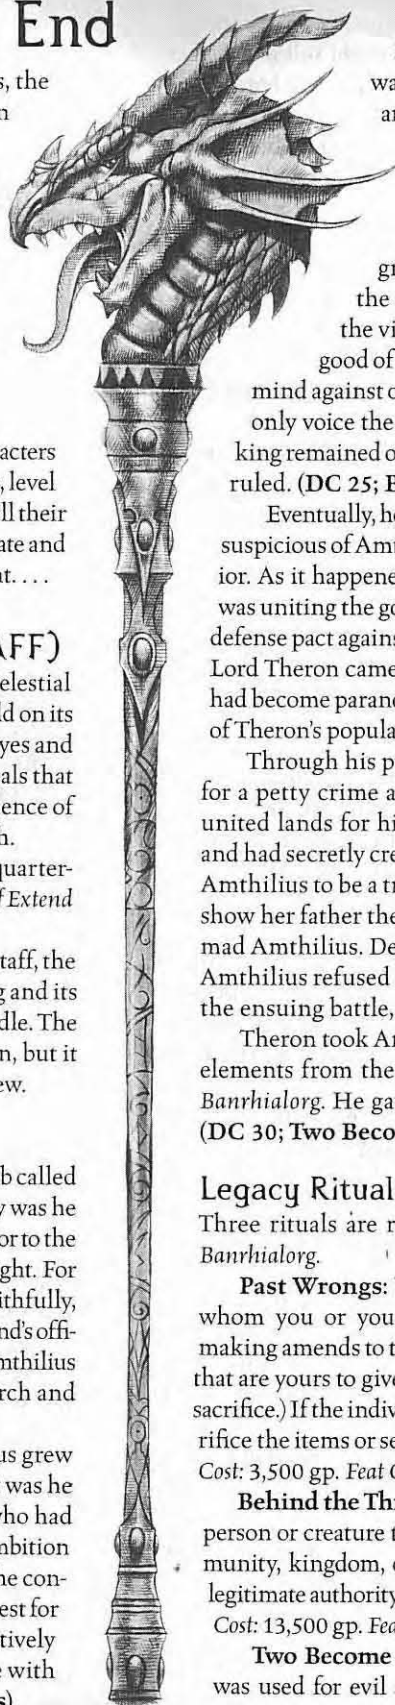 End
s, the
n
acters
, level
ll their
ate and
at. . . .
AFF)
elestial
ld on its
yes and
als that
ence of
h.
quarter-
f Extend
taff, the
g and its
dle. The
n, but it
ew.
b called
y was he
or to the
ght. For
ithfully,
nd's offi-
mthilius
rch and
us grew
t was he
who had
mbition
he con-
est for
tively
e with
s)
wa
ar
gr
the
the vi
good of
mind against o
only voice the
king remained o
ruled. (DC 25; B
Eventually, he
suspicious of Amt
ior. As it happene
was uniting the go
defense pact agains
Lord Theron came
had become parano
of Theron's popula
Through his p
for a petty crime a
united lands for hi
and had secretly cre
Amthilius to be a tr
show her father the
mad Amthilius. De
Amthilius refused
the ensuing battle,
Theron took Am
elements from the
Banrhialorg. He ga
(DC 30; Two Beco
Legacy Ritual
Three rituals are r
Banrhialorg.
Past Wrongs:
whom you or you
making amends to t
that are yours to give
sacrifice.) If the indiv
rifice the items or se
Cost: 3,500 gp. Feat
Behind the Thr
person or creature t
munity, kingdom, o
legitimate authority
Cost: 13,500 gp. Fea
Two Become
was used for evil